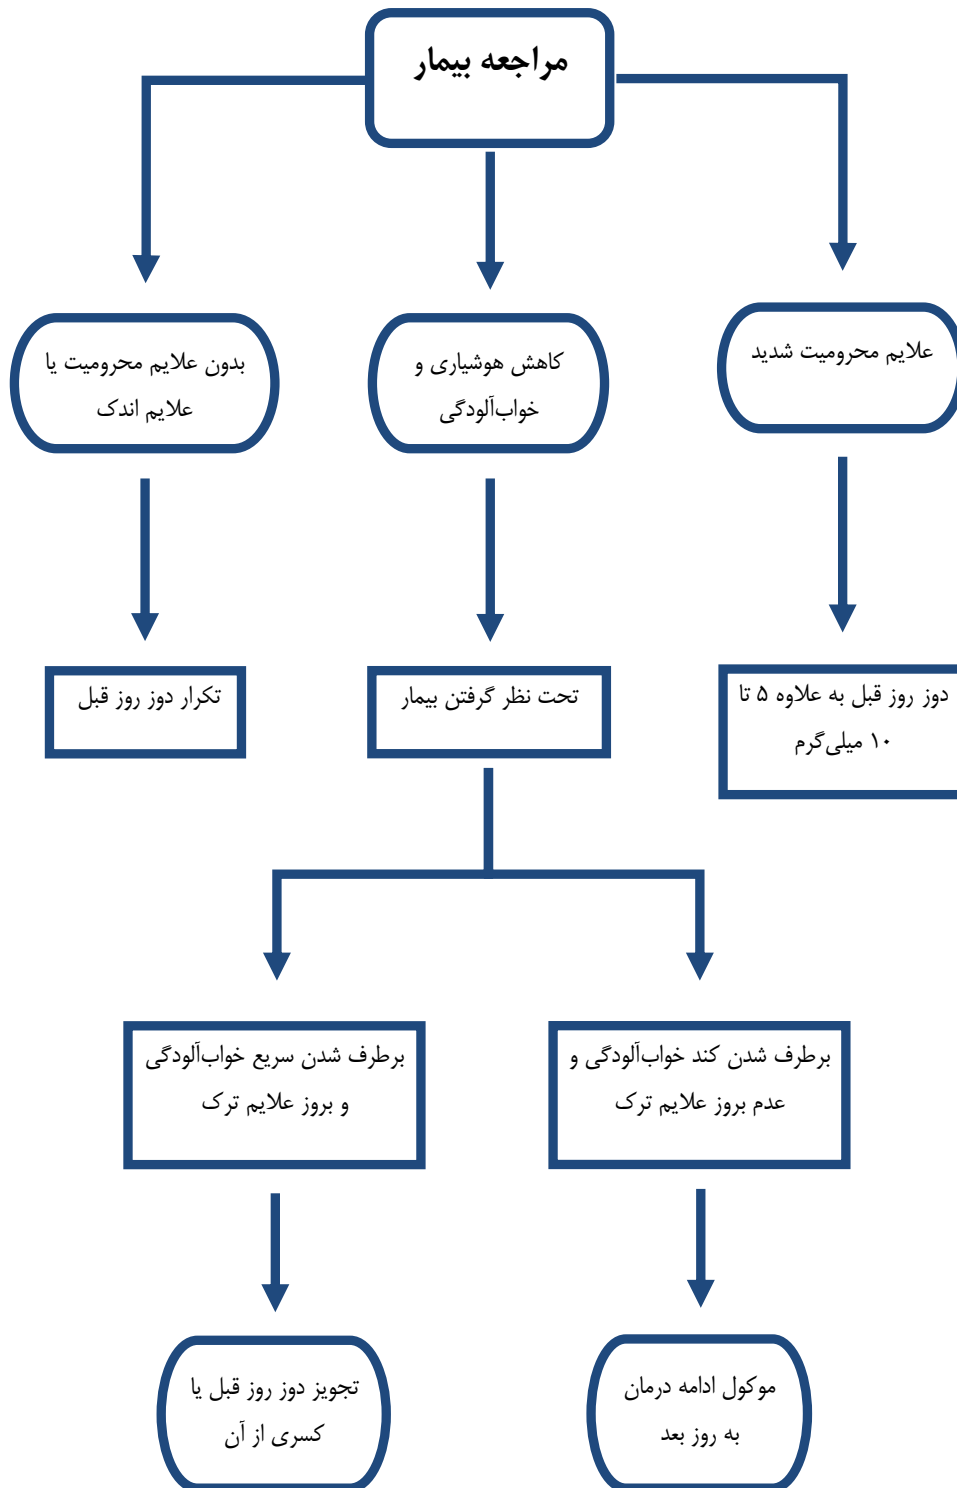 مراجعه بیمار
علایم محرومیت شدید
کاهش هوشیاری و
خواب‌آلودگی
بدون علایم محرومیت یا
علایم اندک
دوز روز قبل به علاوه ۵ تا
۱۰ میلی‌گرم
تحت نظر گرفتن بیمار
تکرار دوز روز قبل
برطرف شدن کند خواب‌آلودگی و
عدم بروز علایم ترک
برطرف شدن سریع خواب‌آلودگی
و بروز علایم ترک
موکول ادامه درمان
به روز بعد
تجویز دوز روز قبل یا
کسری از آن